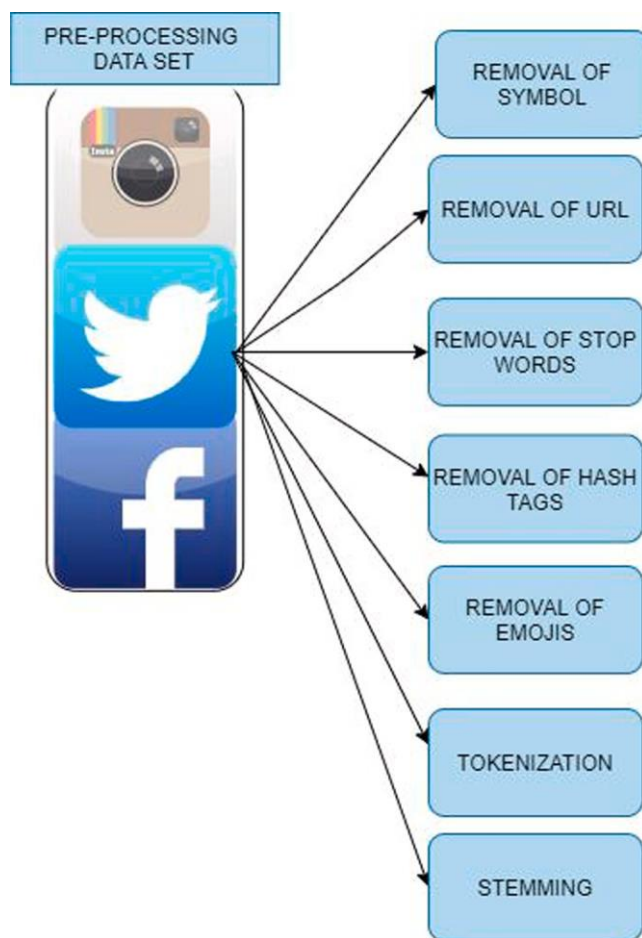 PRE-PROCESSING
DATA SET
Insta
REMOVAL OF
SYMBOL
REMOVAL OF URL
REMOVAL OF STOP
WORDS
REMOVAL OF HASH
TAGS
REMOVAL OF
EMOJIS
TOKENIZATION
STEMMING